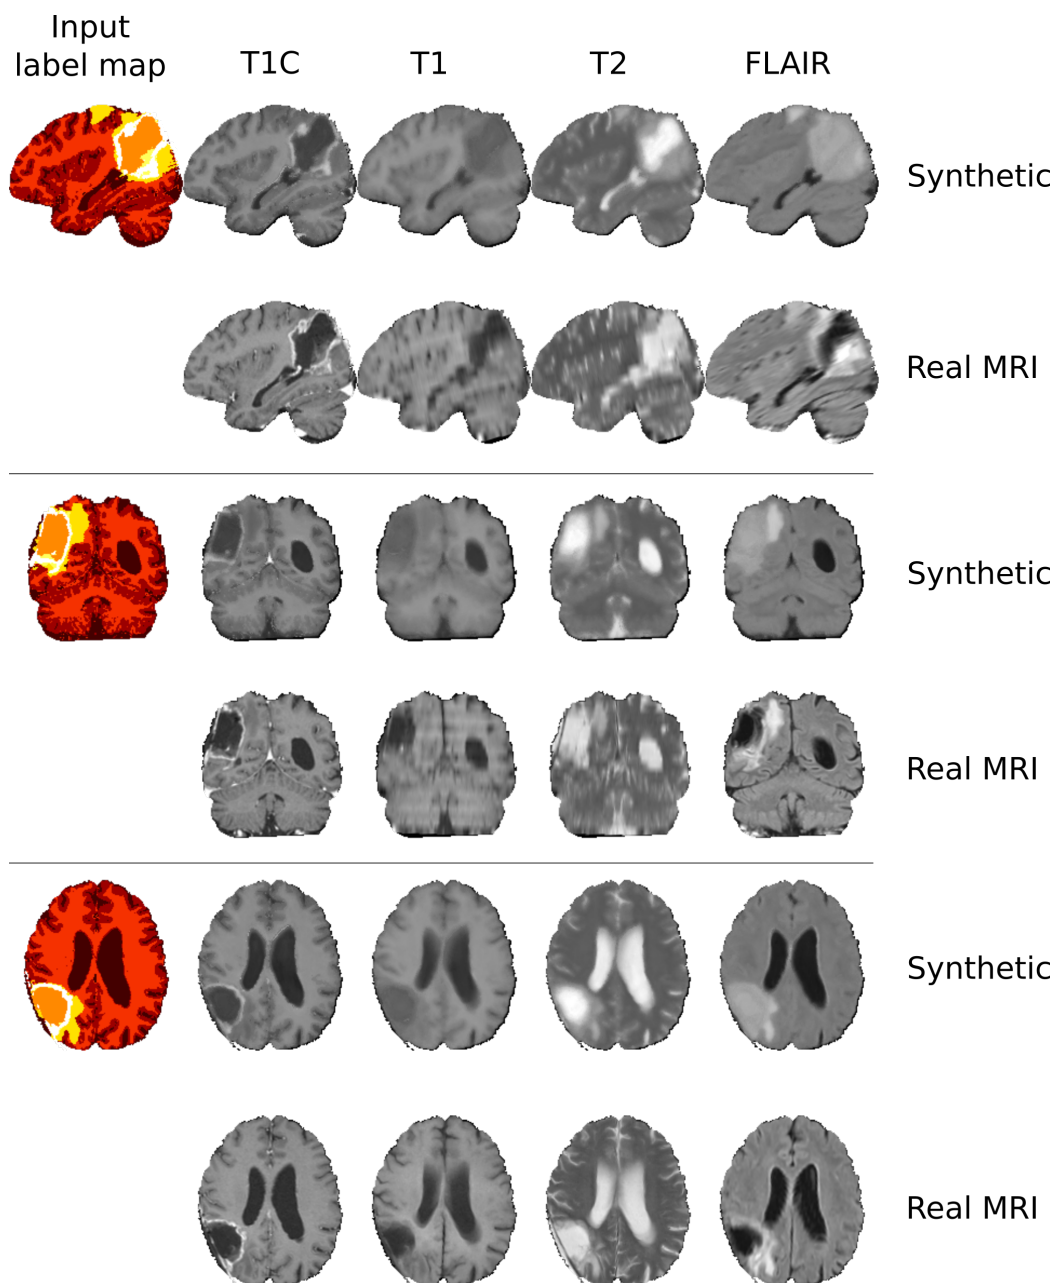 Input
label map
T1C
T1
T2
FLAIR
Synthetic
Real MRI
Synthetic
Real MRI
Synthetic
Real MRI